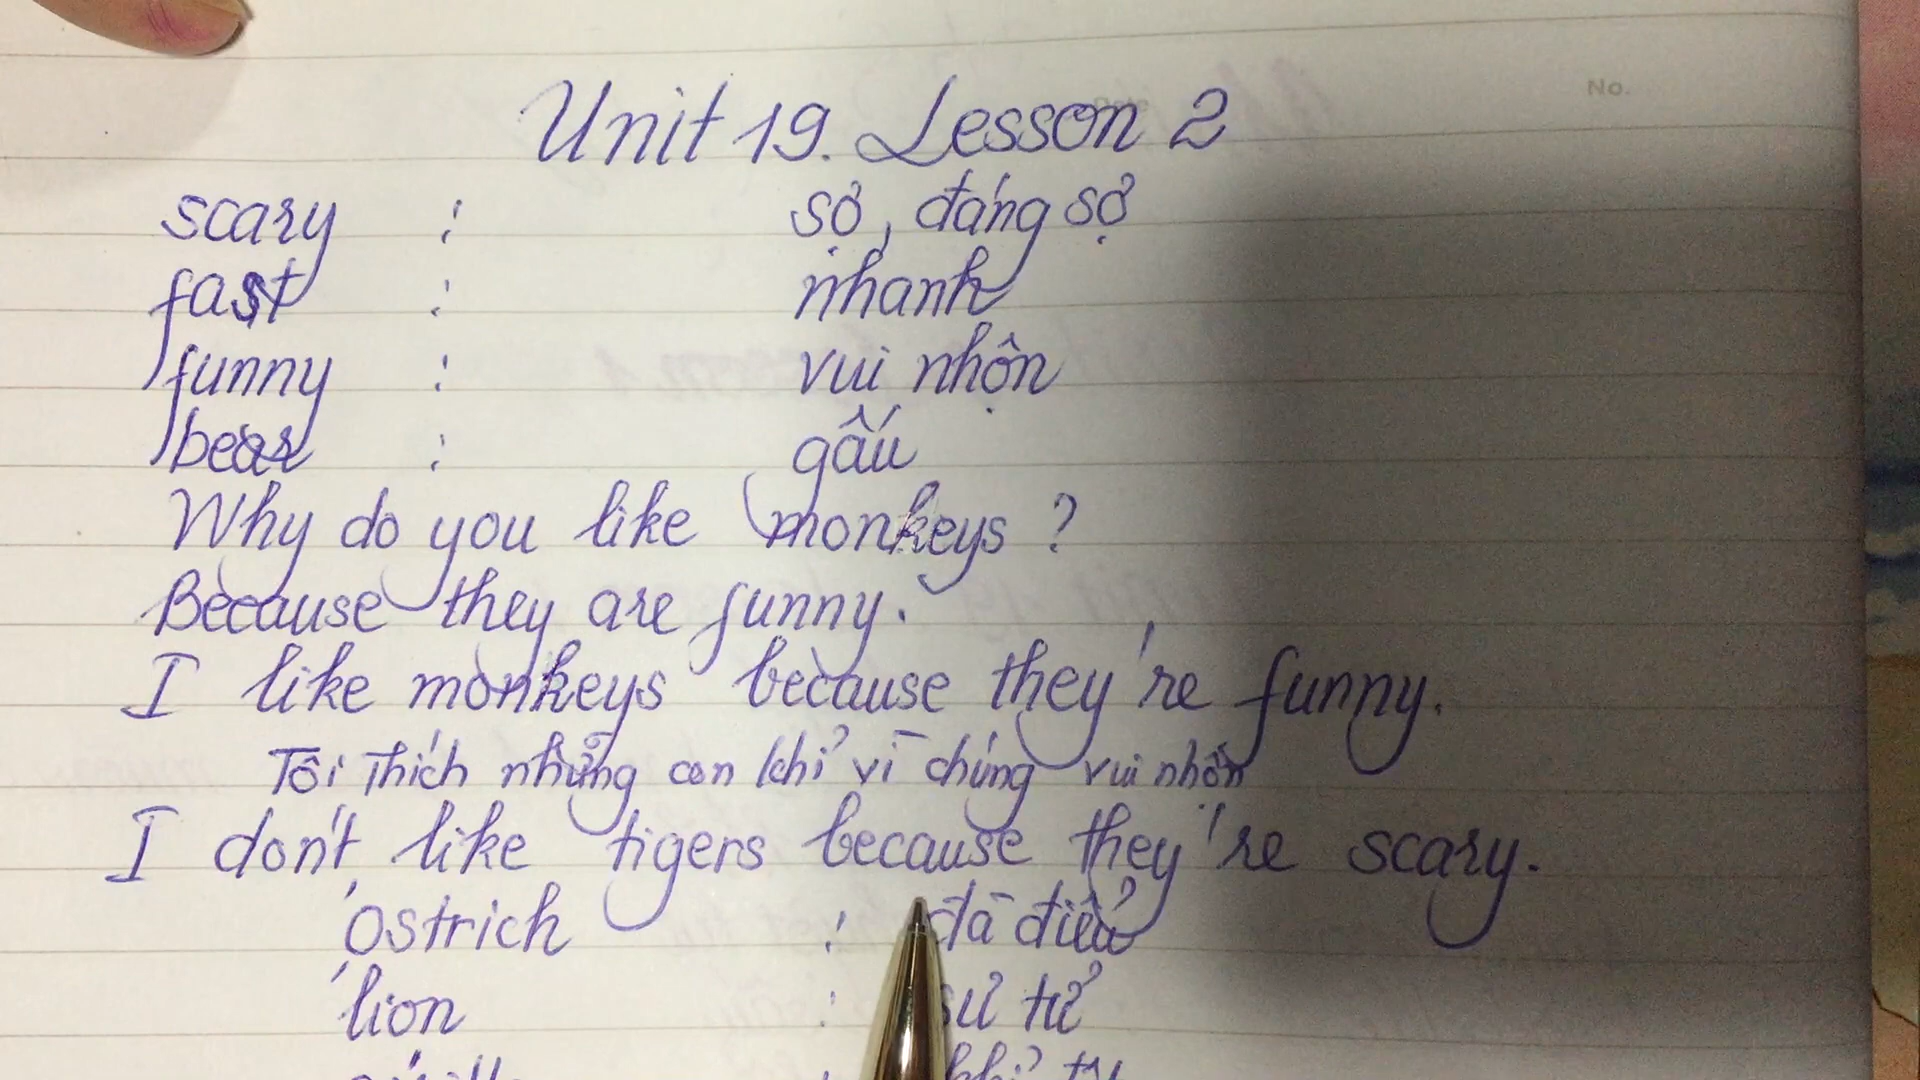 No.
Date
Unit 19. Lesson 2
scary : sợ, đáng sợ
fast : nhanh
funny : vui nhộn
bear : gấu
Why do you like monkeys ?
Because they are funny.
I like monkeys because they're funny.
Tôi thích những con khỉ vì chúng vui nhộn
I don't like tigers because they're scary.
'ostrich : đà điểu
'lion : sư tử